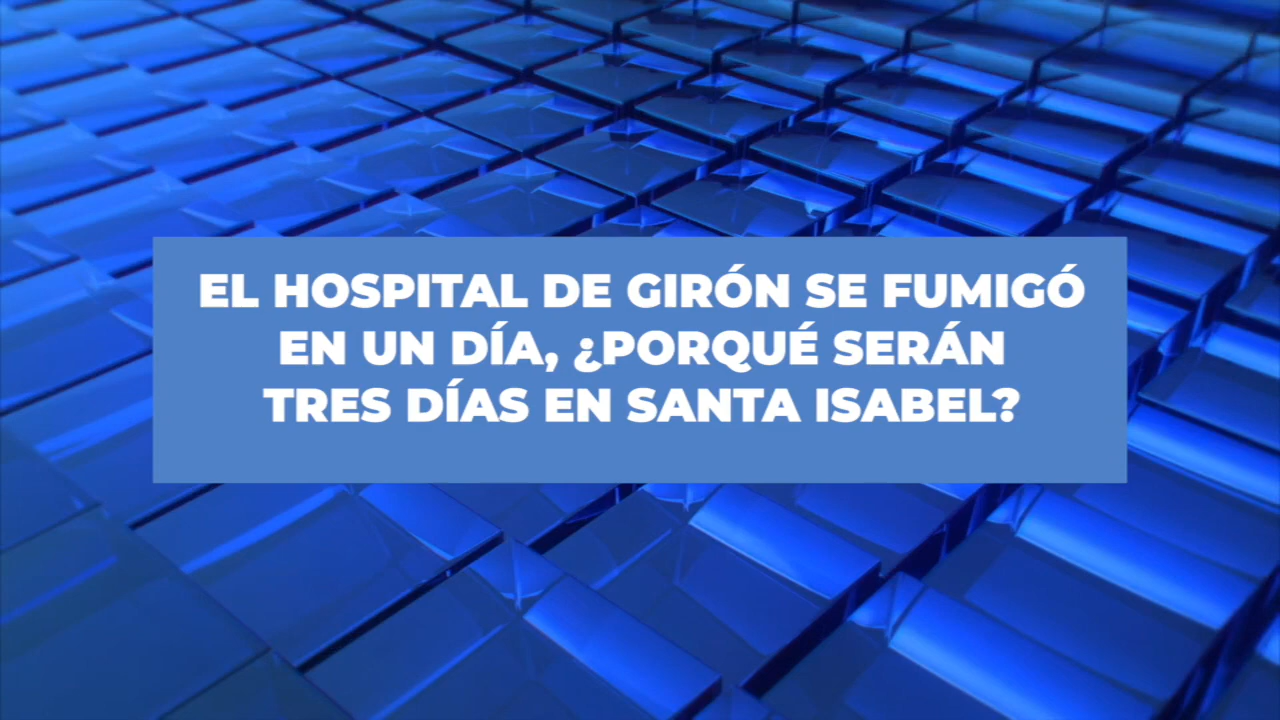 EL HOSPITAL DE GIRÓN SE FUMIGÓ
EN UN DÍA, ¿PORQUÉ SERÁN
TRES DÍAS EN SANTA ISABEL?